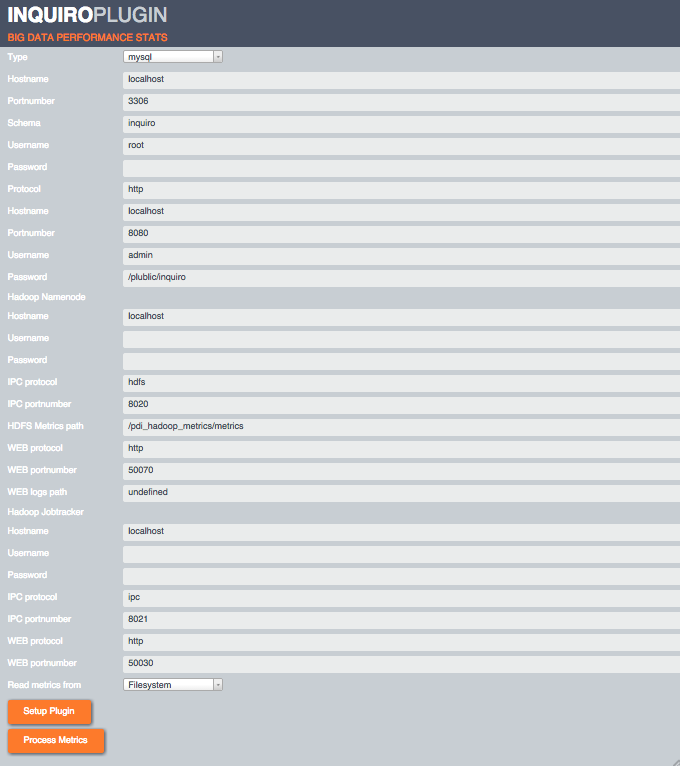 INQUIROPLUGIN
BIG DATA PERFORMANCE STATS
Type mysql
Hostname localhost
Portnumber 3306
Schema inquiro
Username root
Password
Protocol http
Hostname localhost
Portnumber 8080
Username admin
Password /plublic/inquiro
Hadoop Namenode
Hostname localhost
Username
Password
IPC protocol hdfs
IPC portnumber 8020
HDFS Metrics path /pdi_hadoop_metrics/metrics
WEB protocol http
WEB portnumber 50070
WEB logs path undefined
Hadoop Jobtracker
Hostname localhost
Username
Password
IPC protocol ipc
IPC portnumber 8021
WEB protocol http
WEB portnumber 50030
Read metrics from Filesystem
Setup Plugin
Process Metrics